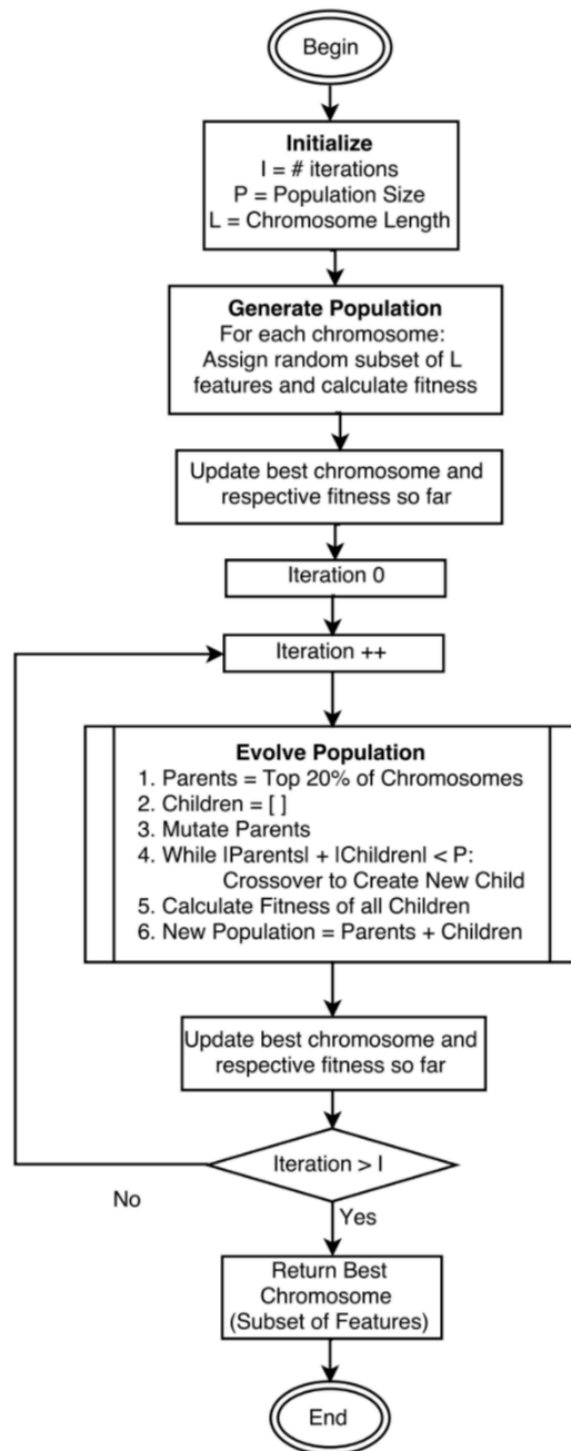 Begin
Initialize
I = # iterations
P = Population Size
L = Chromosome Length
Generate Population
For each chromosome:
Assign random subset of L
features and calculate fitness
Update best chromosome and
respective fitness so far
Iteration 0
Iteration ++
Evolve Population
1. Parents = Top 20% of Chromosomes
2. Children = [ ]
3. Mutate Parents
4. While |Parents| + |Children| < P:
Crossover to Create New Child
5. Calculate Fitness of all Children
6. New Population = Parents + Children
Update best chromosome and
respective fitness so far
Iteration > I
No
Yes
Return Best
Chromosome
(Subset of Features)
End